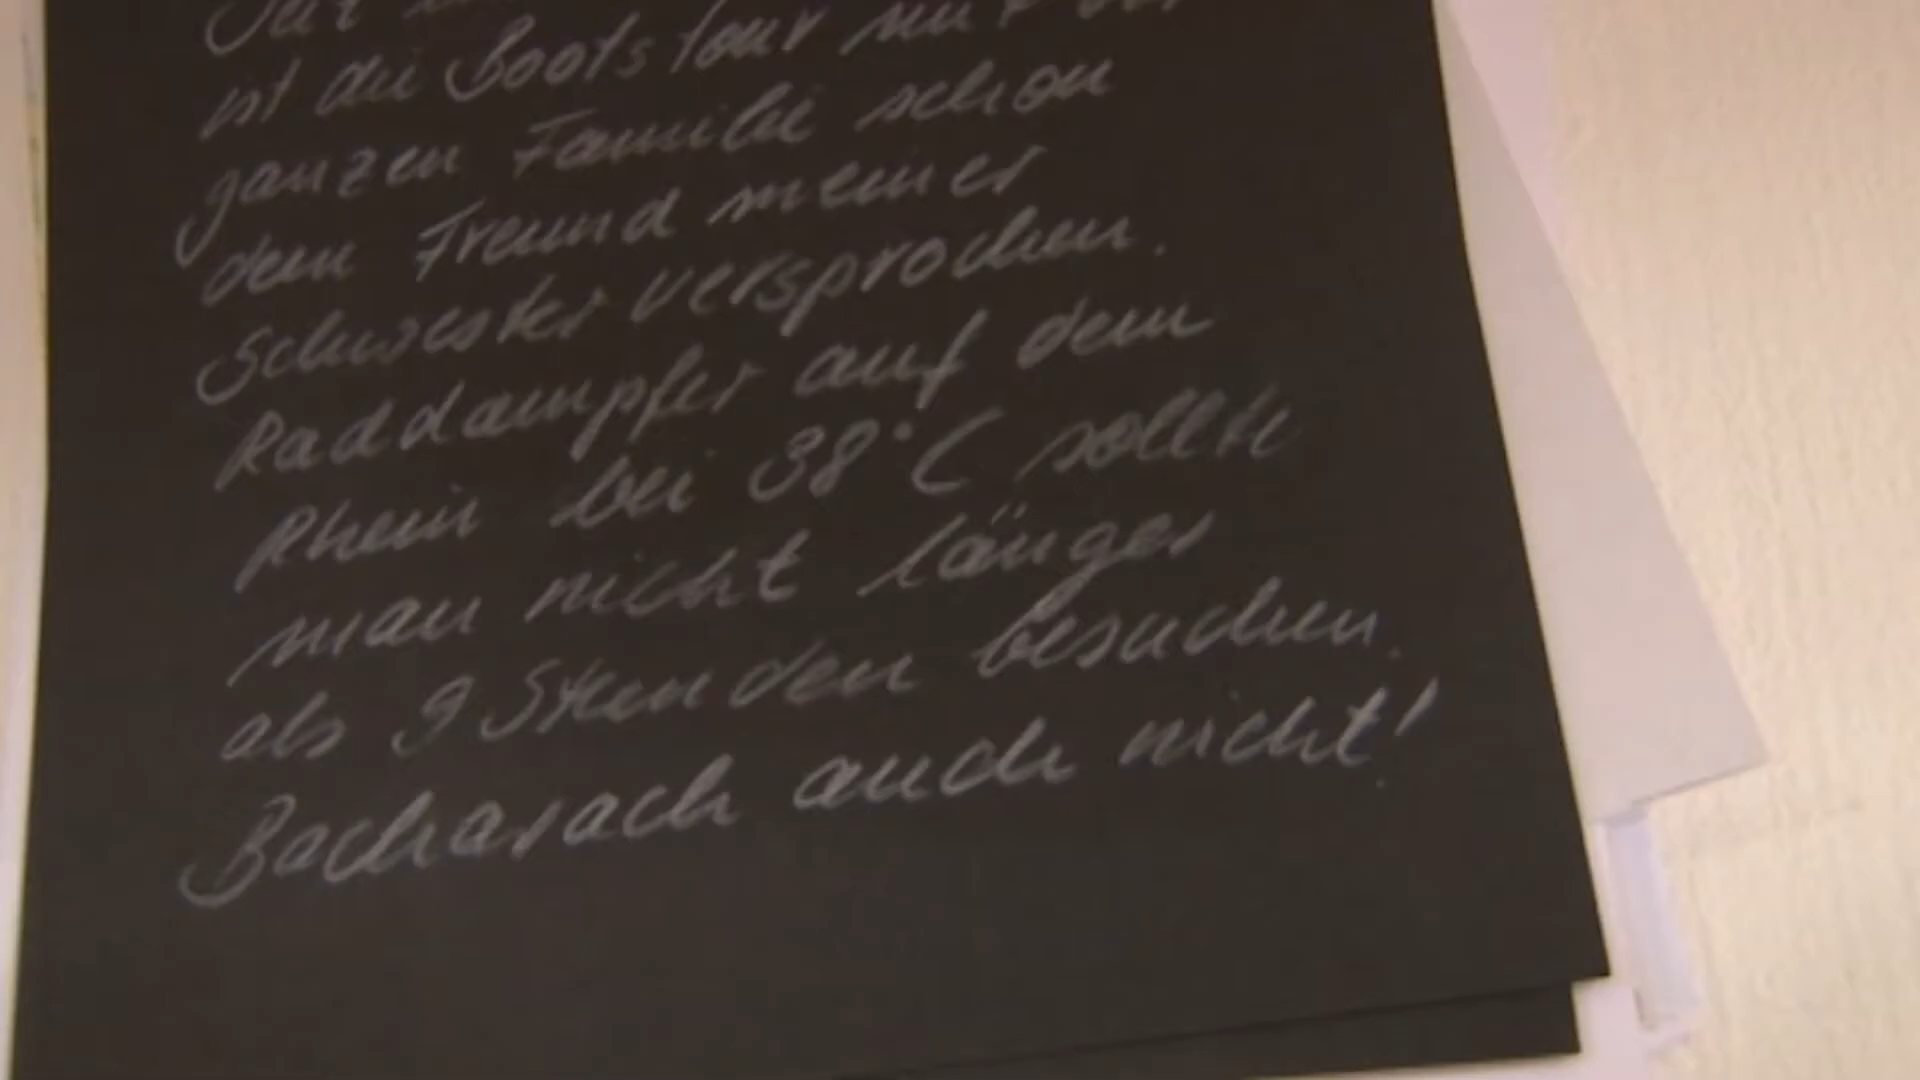 ist die Bootstour mit der
ganzen Familie schon
dem Freund meiner
Schwester versprochen.
Raddampfer auf dem
Rhein bei 38°C sollte
man nicht länger
als 9 Stunden besuchen.
Bacharach auch nicht!